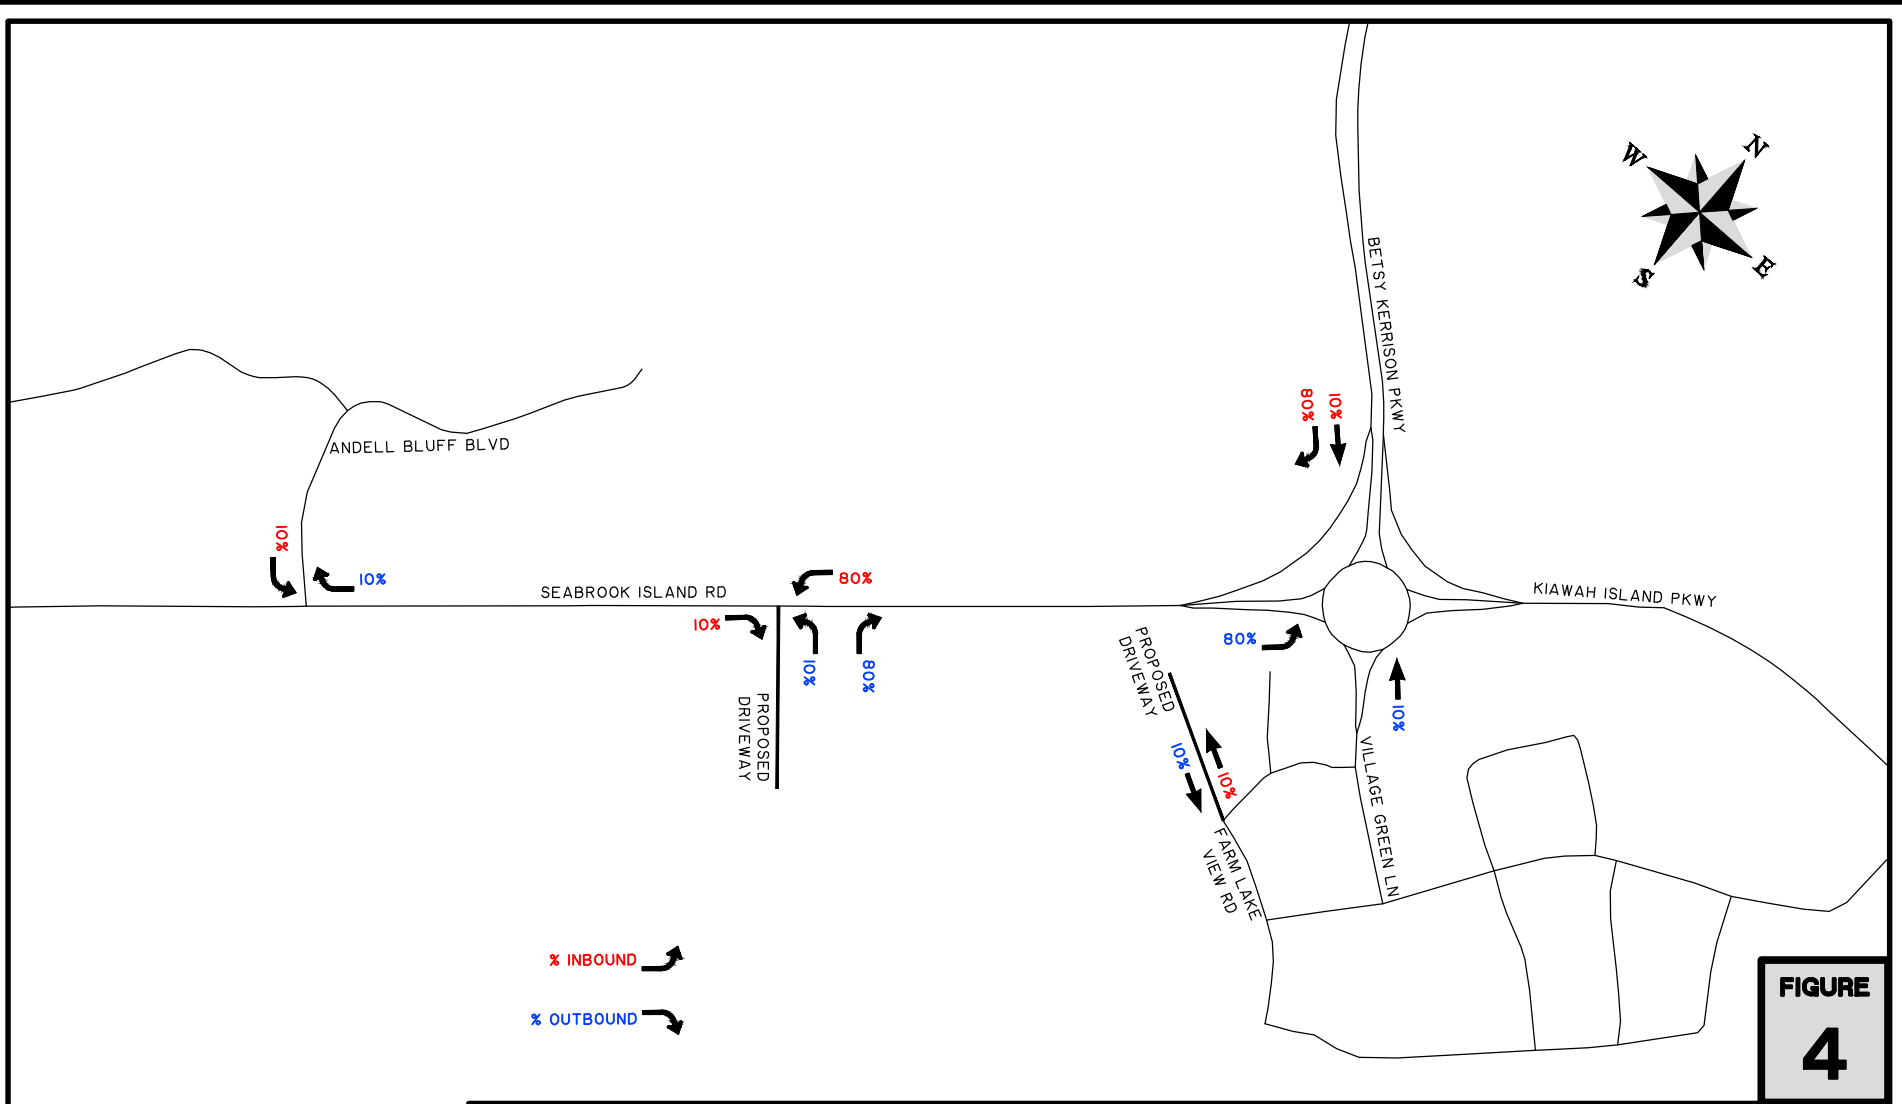 W
N
S
E
BETSY KERRISON PKWY
80%
10%
ANDELL BLUFF BLVD
10%
10%
SEABROOK ISLAND RD
80%
KIAWAH ISLAND PKWY
10%
10%
80%
80%
10%
PROPOSED
DRIVEWAY
PROPOSED
DRIVEWAY
10%
10%
VILLAGE GREEN LN
FARM LAKE
VIEW RD
% INBOUND
% OUTBOUND
FIGURE
4